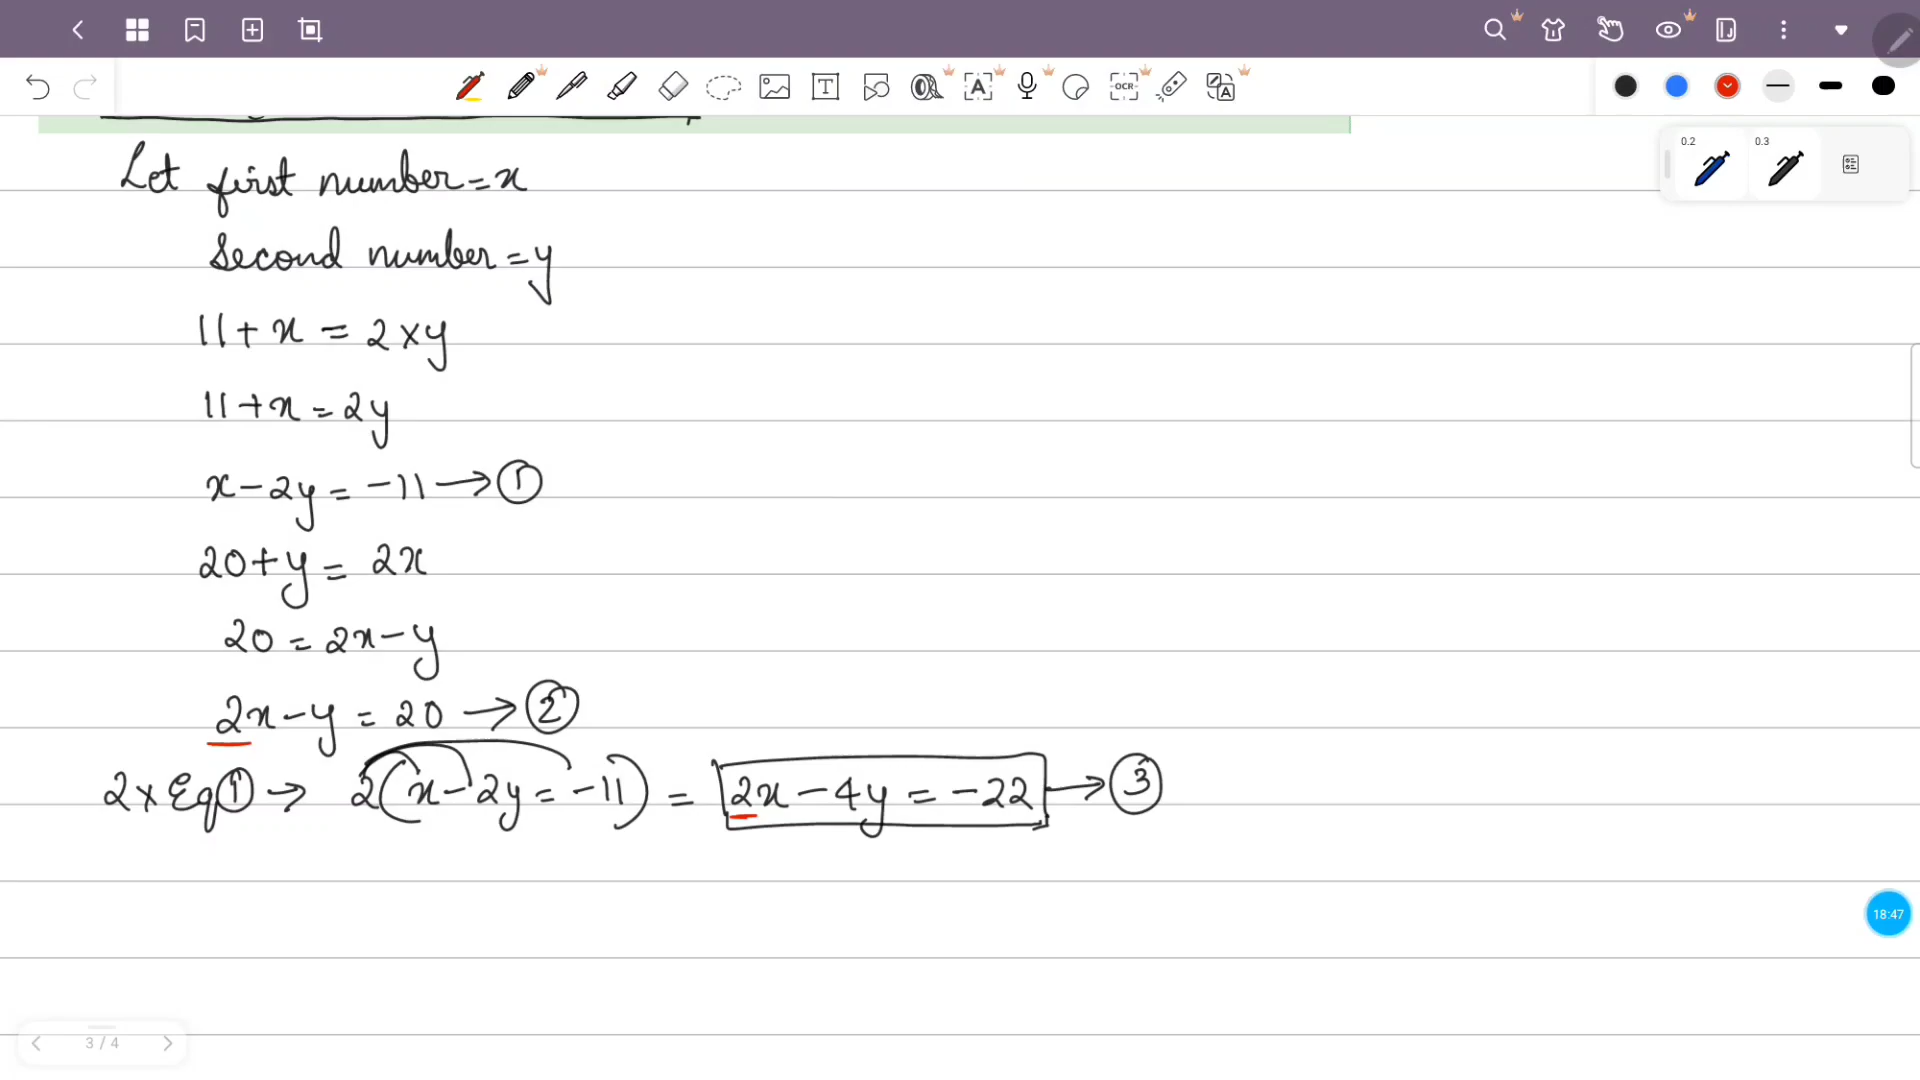 Let first number = x
Second number = y
11 + x = 2 × y
11 + x = 2y
x - 2y = -11 → ①
20 + y = 2x
20 = 2x - y
2x - y = 20 → ②
2 × Eq ① → 2(x - 2y = -11) = 2x - 4y = -22 → ③
0.2 0.3
OCR
18:47
3 / 4